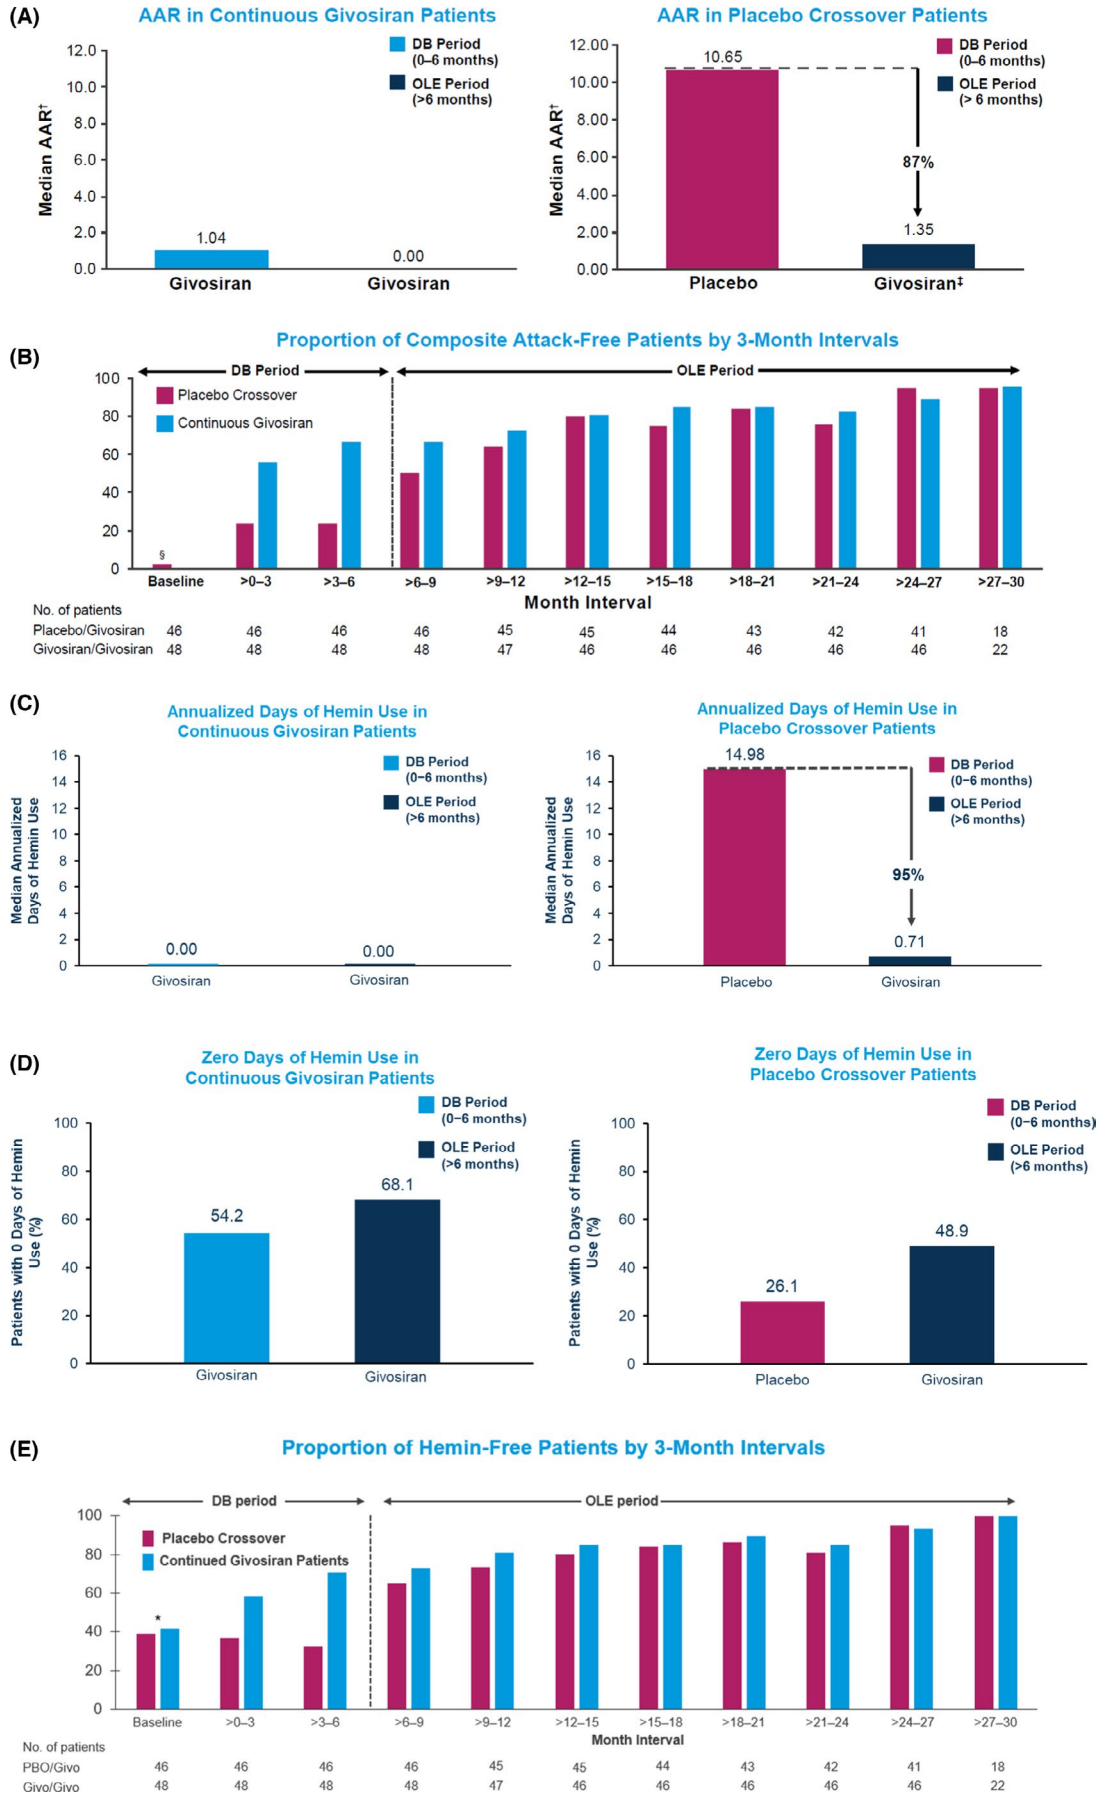 (A)
AAR in Continuous Givosiran Patients
DB Period
(0–6 months)
OLE Period
(>6 months)
Median AAR†
12.0
10.0
8.0
6.0
4.0
2.0
0.0
1.04
0.00
Givosiran
Givosiran
AAR in Placebo Crossover Patients
DB Period
(0–6 months)
OLE Period
(> 6 months)
Median AAR†
12.00
10.00
8.00
6.00
4.00
2.00
0.00
10.65
87%
1.35
Placebo
Givosiran‡
(B)
Proportion of Composite Attack-Free Patients by 3-Month Intervals
DB Period
OLE Period
Placebo Crossover
Continuous Givosiran
100
80
60
40
20
0
§
Baseline >0–3 >3–6 >6–9 >9–12 >12–15 >15–18 >18–21 >21–24 >24–27 >27–30
Month Interval
No. of patients
Placebo/Givosiran 46 46 46 46 45 45 44 43 42 41 18
Givosiran/Givosiran 48 48 48 48 47 46 46 46 46 46 22
(C)
Annualized Days of Hemin Use in
Continuous Givosiran Patients
DB Period
(0–6 months)
OLE Period
(>6 months)
Median Annualized
Days of Hemin Use
16
14
12
10
8
6
4
2
0
0.00
0.00
Givosiran
Givosiran
Annualized Days of Hemin Use in
Placebo Crossover Patients
DB Period
(0–6 months)
OLE Period
(>6 months)
Median Annualized
Days of Hemin Use
16
14
12
10
8
6
4
2
0
14.98
95%
0.71
Placebo
Givosiran
(D)
Zero Days of Hemin Use in
Continuous Givosiran Patients
DB Period
(0–6 months)
OLE Period
(>6 months)
Patients with 0 Days of Hemin
Use (%)
100
80
60
40
20
0
54.2
68.1
Givosiran
Givosiran
Zero Days of Hemin Use in
Placebo Crossover Patients
DB Period
(0–6 months)
OLE Period
(>6 months)
Patients with 0 Days of Hemin
Use (%)
100
80
60
40
20
0
26.1
48.9
Placebo
Givosiran
(E)
Proportion of Hemin-Free Patients by 3-Month Intervals
DB period
OLE period
Placebo Crossover
Continued Givosiran Patients
100
80
60
40
20
0
*
Baseline >0–3 >3–6 >6–9 >9–12 >12–15 >15–18 >18–21 >21–24 >24–27 >27–30
Month Interval
No. of patients
PBO/Givo 46 46 46 46 45 45 44 43 42 41 18
Givo/Givo 48 48 48 48 47 46 46 46 46 46 22